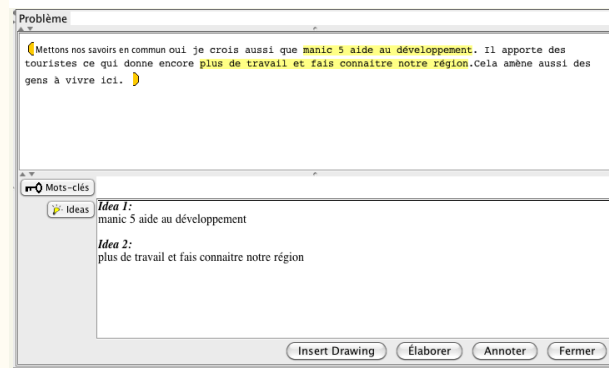 Problème
Mettons nos savoirs en commun oui je crois aussi que manic 5 aide au développement. Il apporte des
touristes ce qui donne encore plus de travail et fais connaitre notre région.Cela amène aussi des
gens à vivre ici.
Mots-clés
Ideas
Idea 1:
manic 5 aide au développement
Idea 2:
plus de travail et fais connaitre notre région
Insert Drawing Élaborer Annoter Fermer